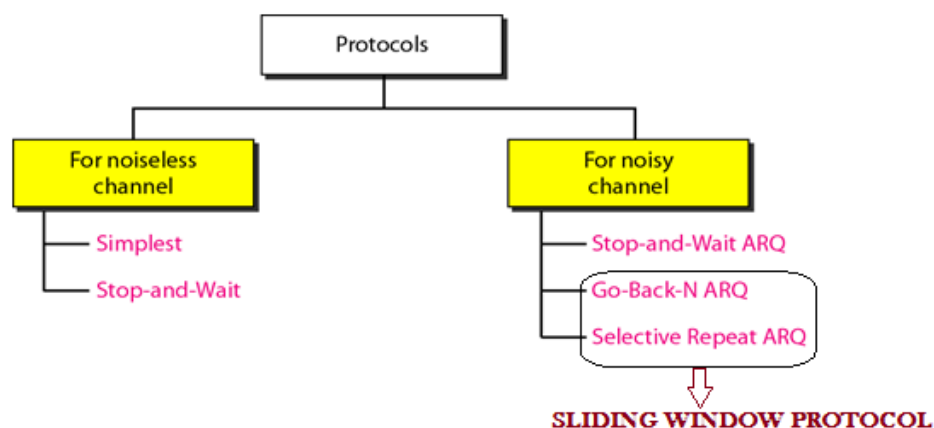 Protocols
For noiseless
channel
For noisy
channel
Simplest
Stop-and-Wait
Stop-and-Wait ARQ
Go-Back-N ARQ
Selective Repeat ARQ
SLIDING WINDOW PROTOCOL